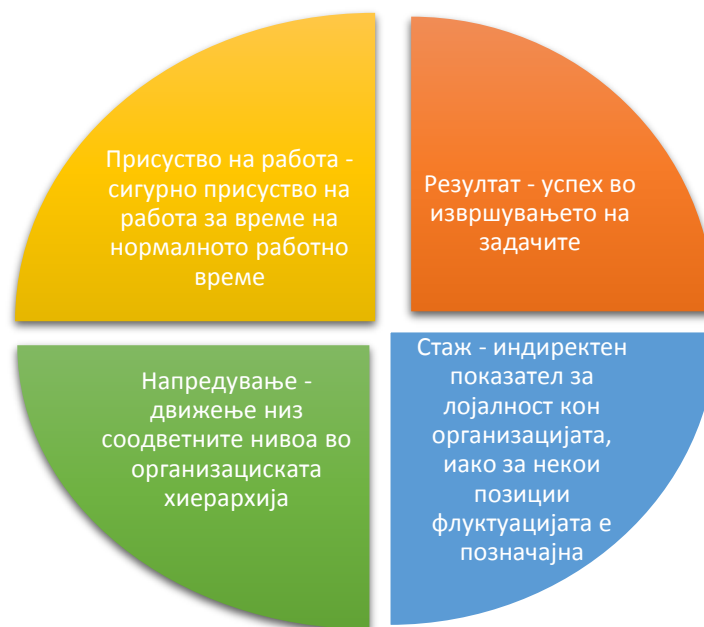 Присуство на работа -
сигурно присуство на
работа за време на
нормалното работно
време
Резултат - успех во
извршувањето на
задачите
Напредување -
движење низ
соодветните нивоа во
организациската
хиерархија
Стаж - индиректен
показател за
лојалност кон
организацијата,
иако за некои
позиции
флуктуацијата е
позначајна